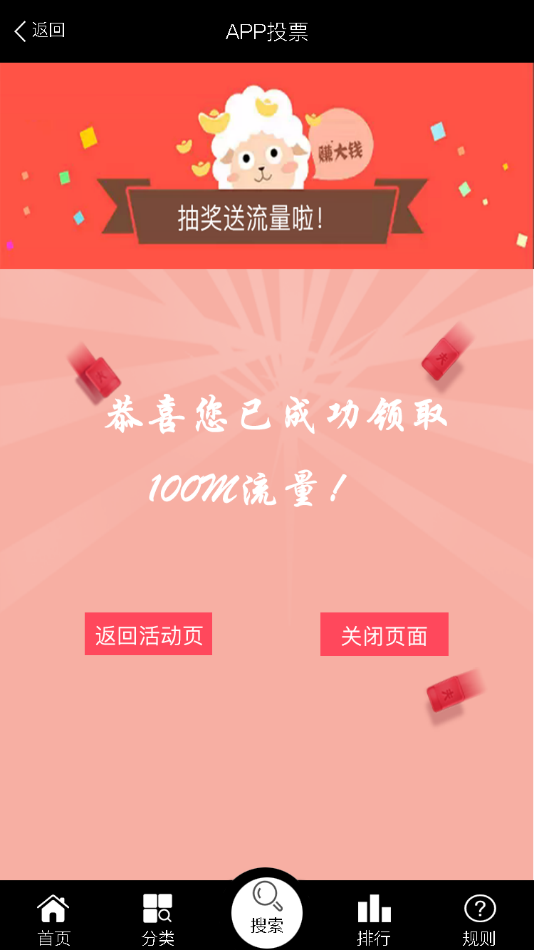 返回
APP投票
赚大钱
抽奖送流量啦！
恭喜您已成功领取
100M流量！
返回活动页
关闭页面
首页
分类
搜索
排行
规则